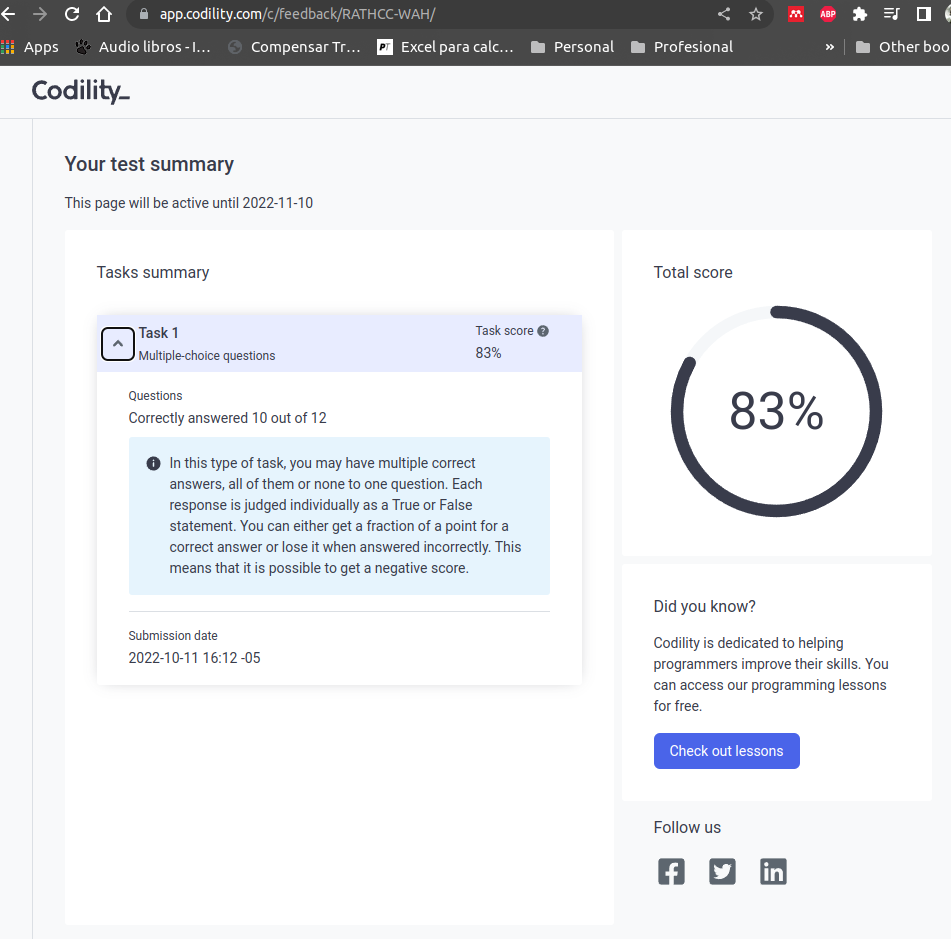 app.codility.com/c/feedback/RATHCC-WAH/
ABP
Apps
Audio libros - I...
Compensar Tr...
PT
Excel para calc...
Personal
Profesional
»
Other boo
Codility_
Your test summary
This page will be active until 2022-11-10
Tasks summary
Task 1
Multiple-choice questions
Task score ?
83%
Questions
Correctly answered 10 out of 12
In this type of task, you may have multiple correct
answers, all of them or none to one question. Each
response is judged individually as a True or False
statement. You can either get a fraction of a point for a
correct answer or lose it when answered incorrectly. This
means that it is possible to get a negative score.
Submission date
2022-10-11 16:12 -05
Total score
83%
Did you know?
Codility is dedicated to helping
programmers improve their skills. You
can access our programming lessons
for free.
Check out lessons
Follow us